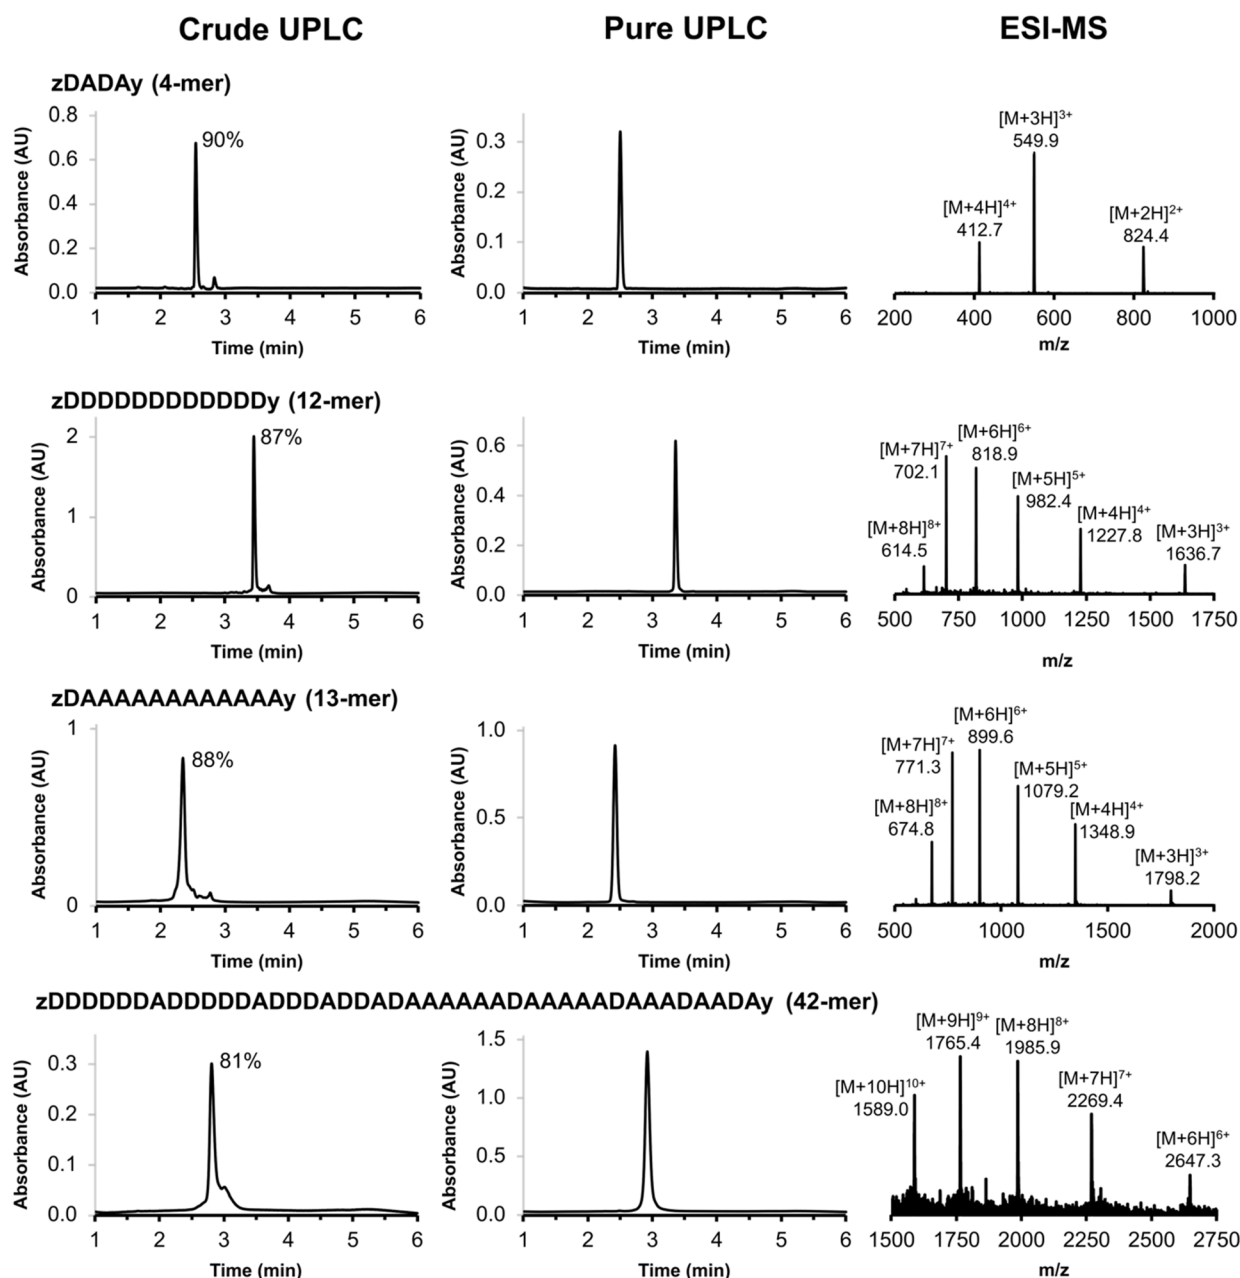 Crude UPLC
Pure UPLC
ESI-MS
zDADAy (4-mer)
Absorbance (AU)
0.8
0.6
0.4
0.2
0.0
90%
1 2 3 4 5 6
Time (min)
Absorbance (AU)
0.3
0.2
0.1
0.0
1 2 3 4 5 6
Time (min)
[M+3H]³⁺
549.9
[M+4H]⁴⁺
412.7
[M+2H]²⁺
824.4
200 400 600 800 1000
m/z
zDDDDDDDDDDDDy (12-mer)
Absorbance (AU)
2
1
0
87%
1 2 3 4 5 6
Time (min)
Absorbance (AU)
0.6
0.4
0.2
0.0
1 2 3 4 5 6
Time (min)
[M+6H]⁶⁺
818.9
[M+7H]⁷⁺
702.1
[M+5H]⁵⁺
982.4
[M+4H]⁴⁺
1227.8
[M+8H]⁸⁺
614.5
[M+3H]³⁺
1636.7
500 750 1000 1250 1500 1750
m/z
zDAAAAAAAAAAAAy (13-mer)
Absorbance (AU)
1
0
88%
1 2 3 4 5 6
Time (min)
Absorbance (AU)
1.0
0.5
0.0
1 2 3 4 5 6
Time (min)
[M+6H]⁶⁺
899.6
[M+7H]⁷⁺
771.3
[M+5H]⁵⁺
1079.2
[M+8H]⁸⁺
674.8
[M+4H]⁴⁺
1348.9
[M+3H]³⁺
1798.2
500 1000 1500 2000
m/z
zDDDDDDADDDDDADDDADDADAAAAAADAAAAADAAADAADAy (42-mer)
Absorbance (AU)
0.3
0.2
0.1
0.0
81%
1 2 3 4 5 6
Time (min)
Absorbance (AU)
1.5
1.0
0.5
0.0
1 2 3 4 5 6
Time (min)
[M+9H]⁹⁺
1765.4
[M+8H]⁸⁺
1985.9
[M+10H]¹⁰⁺
1589.0
[M+7H]⁷⁺
2269.4
[M+6H]⁶⁺
2647.3
1500 1750 2000 2250 2500 2750
m/z